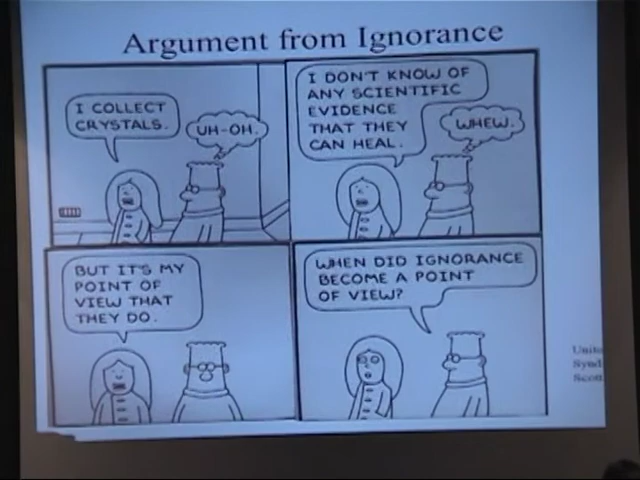 Argument from Ignorance
I COLLECT
CRYSTALS.
UH-OH.
I DON'T KNOW OF
ANY SCIENTIFIC
EVIDENCE
THAT THEY
CAN HEAL.
WHEW.
BUT IT'S MY
POINT OF
VIEW THAT
THEY DO.
WHEN DID IGNORANCE
BECOME A POINT
OF VIEW?
Scott